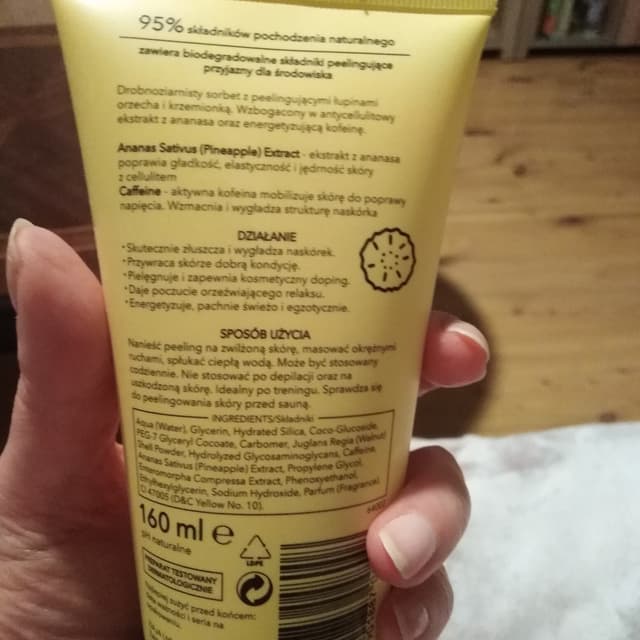 95% składników pochodzenia naturalnego
zawiera biodegradowalne składniki peelingujące
przyjazny dla środowiska
Drobnoziarnisty sorbet z peelingującymi łupinami
orzecha i krzemionką. Wzbogacony w antycellulitowy
ekstrakt z ananasa oraz energetyzującą kofeinę.
Ananas Sativus (Pineapple) Extract - ekstrakt z ananasa
poprawia gładkość, elastyczność i jędrność skóry
z cellulitem
Caffeine - aktywna kofeina mobilizuje skórę do poprawy
napięcia. Wzmacnia i wygładza strukturę naskórka
DZIAŁANIE
•Skutecznie złuszcza i wygładza naskórek.
•Przywraca skórze dobrą kondycję.
•Pielęgnuje i zapewnia kosmetyczny doping.
•Daje poczucie orzeźwiającego relaksu.
•Energetyzuje, pachnie świeżo i egzotycznie.
SPOSÓB UŻYCIA
Nanieść peeling na zwilżoną skórę, masować okrężnymi
ruchami, spłukać ciepłą wodą. Może być stosowany
codziennie. Nie stosować po depilacji oraz na
uszkodzoną skórę. Idealny po treningu. Sprawdza się
do peelingowania skóry przed sauną.
INGREDIENTS/Składniki
Aqua (Water), Glycerin, Hydrated Silica, Coco-Glucoside,
PEG-7 Glyceryl Cocoate, Carbomer, Juglans Regia (Walnut)
Shell Powder, Hydrolyzed Glycosaminoglycans, Caffeine,
Ananas Sativus (Pineapple) Extract, Propylene Glycol,
Enteromorpha Compressa Extract, Phenoxyethanol,
Ethylhexylglycerin, Sodium Hydroxide, Parfum (Fragrance),
CI 47005 (D&C Yellow No. 10).
160 ml e
pH naturalne
LDPE
PREPARAT TESTOWANY
DERMATOLOGICZNIE
Najlepiej zużyć przed końcem:
data ważności i seria na